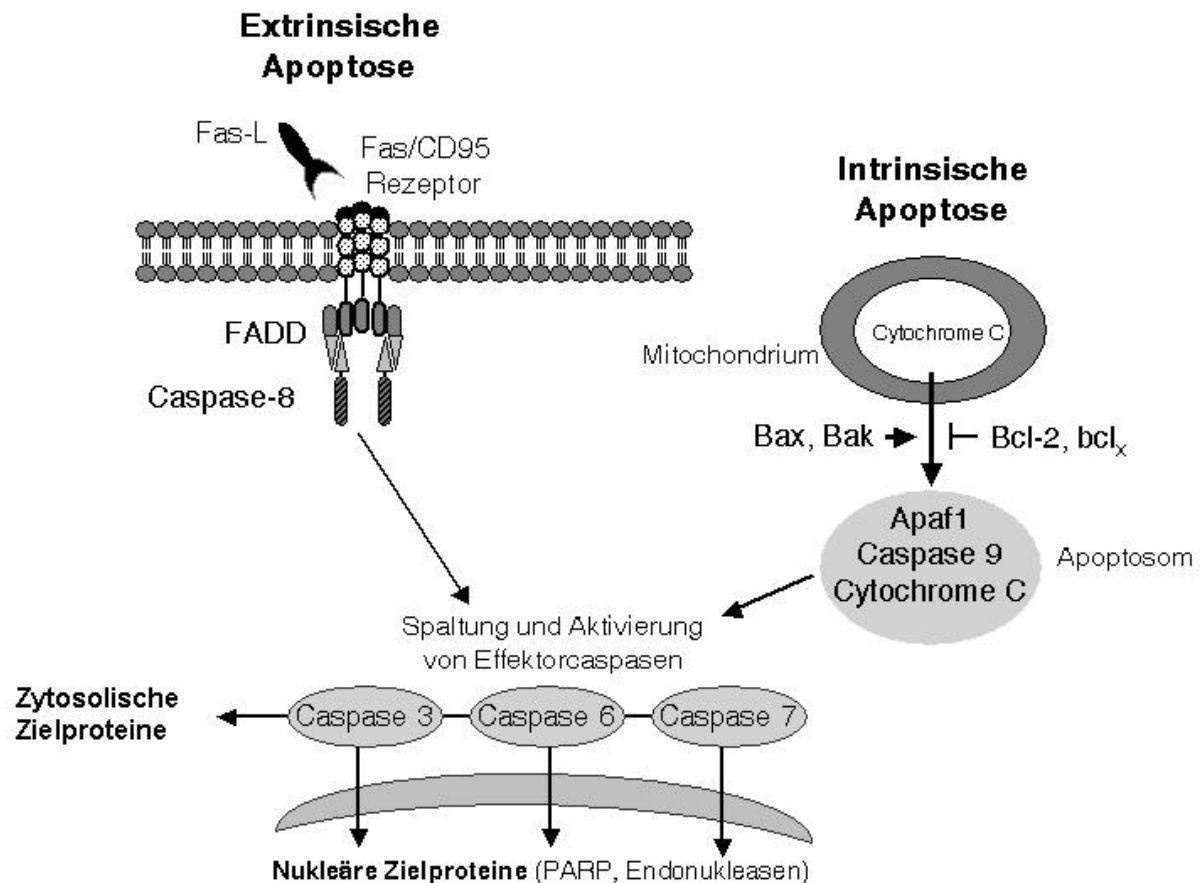 Extrinsische
Apoptose
Fas-L
Fas/CD95
Rezeptor
Intrinsische
Apoptose
FADD
Caspase-8
Cytochrome C
Mitochondrium
Bax, Bak
Bcl-2, bclx
Apaf1
Caspase 9
Cytochrome C
Apoptosom
Spaltung und Aktivierung
von Effektorcaspasen
Zytosolische
Zielproteine
Caspase 3
Caspase 6
Caspase 7
Nukleäre Zielproteine (PARP, Endonukleasen)